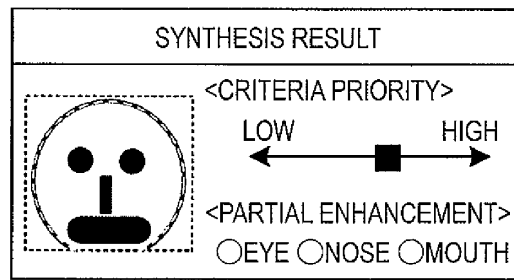 SYNTHESIS RESULT
<CRITERIA PRIORITY>
LOW HIGH
<PARTIAL ENHANCEMENT>
○EYE ○NOSE ○MOUTH